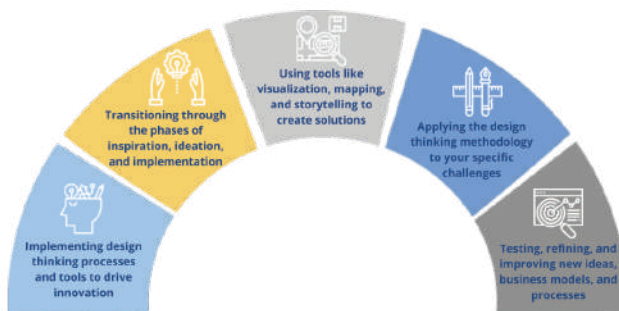 Implementing design
thinking processes
and tools to drive
innovation
Transitioning through
the phases of
inspiration, ideation,
and implementation
Using tools like
visualization, mapping,
and storytelling to
create solutions
Applying the design
thinking methodology
to your specific
challenges
Testing, refining, and
improving new ideas,
business models, and
processes